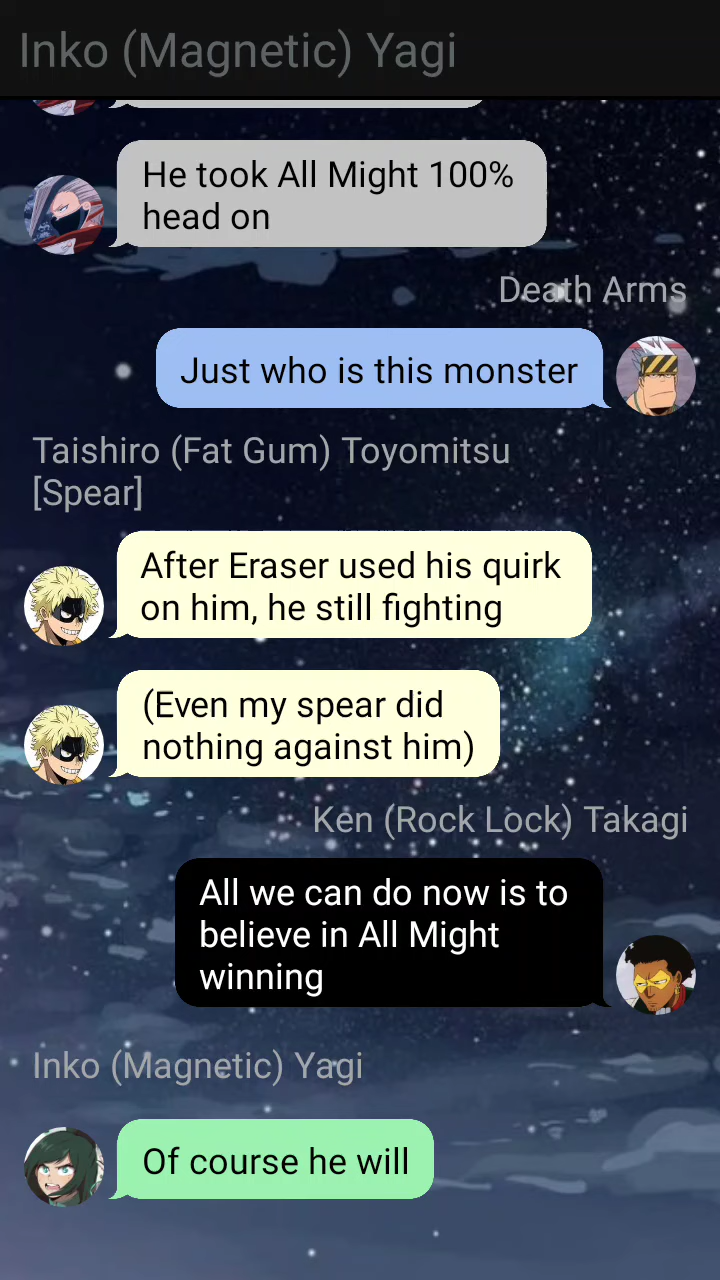 Inko (Magnetic) Yagi
He took All Might 100%
head on
Death Arms
Just who is this monster
Taishiro (Fat Gum) Toyomitsu
[Spear]
After Eraser used his quirk
on him, he still fighting
(Even my spear did
nothing against him)
Ken (Rock Lock) Takagi
All we can do now is to
believe in All Might
winning
Inko (Magnetic) Yagi
Of course he will